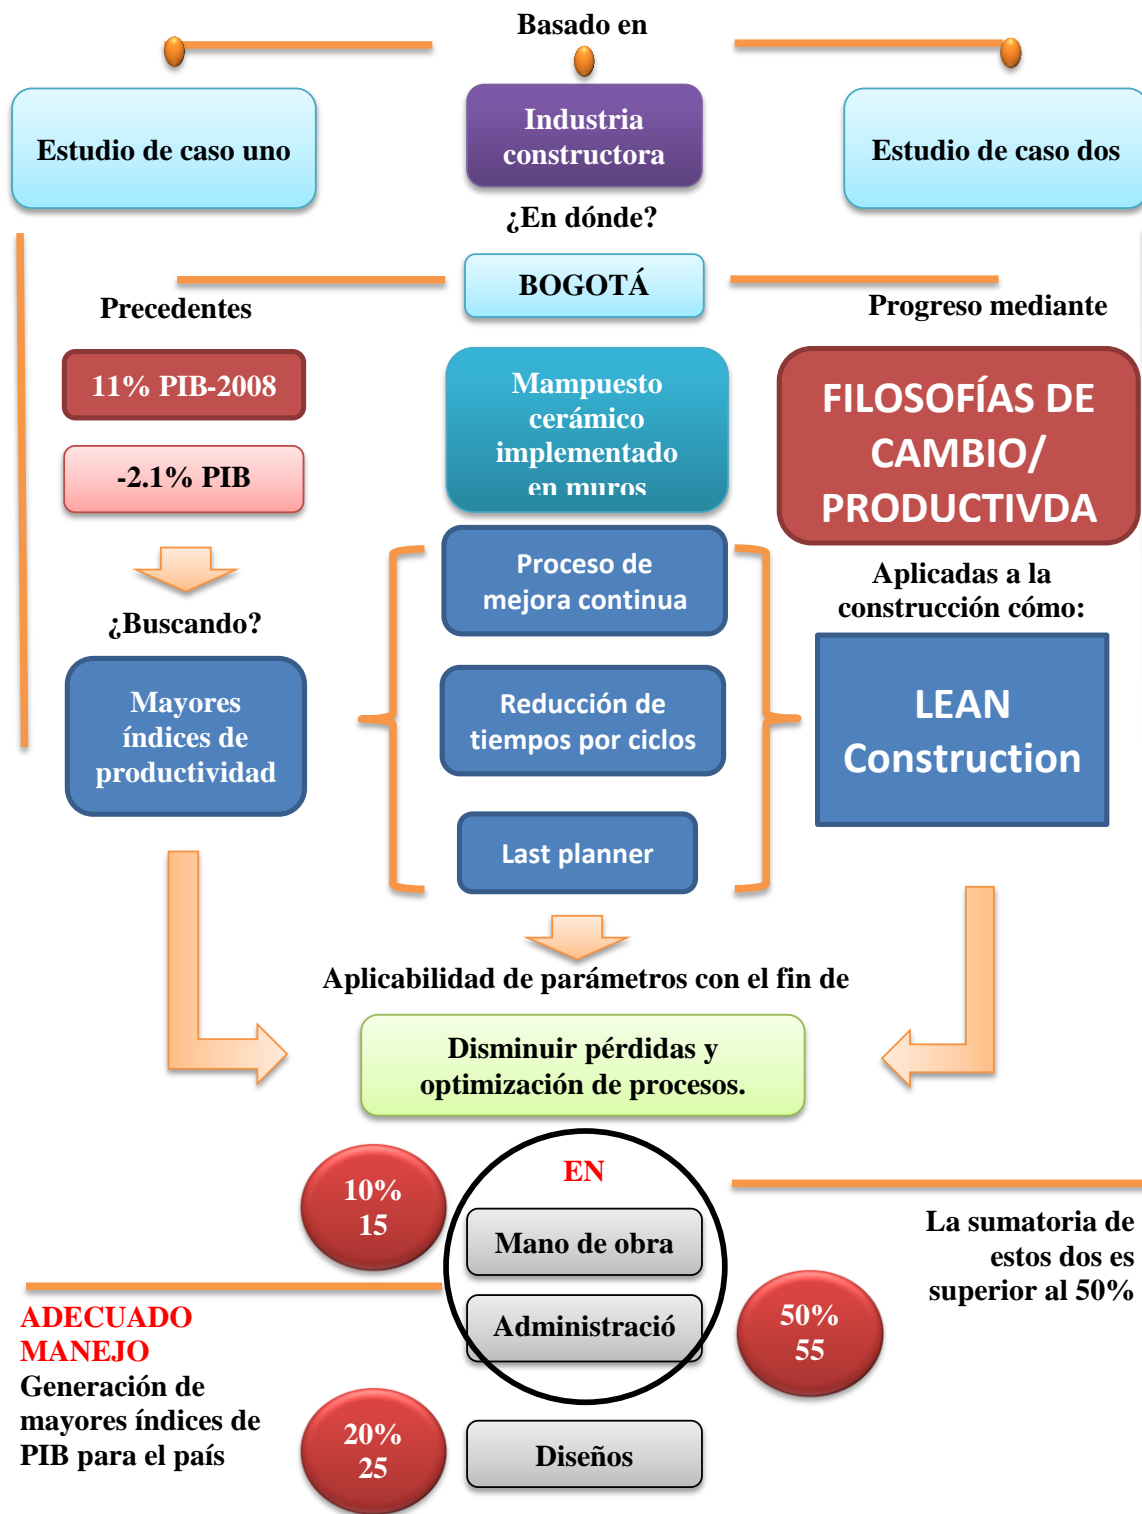 Basado en
Estudio de caso uno
Industria
constructora
Estudio de caso dos
¿En dónde?
BOGOTÁ
Precedentes
Progreso mediante
11% PIB-2008
-2.1% PIB
Mampuesto
cerámico
implementado
en muros
FILOSOFÍAS DE
CAMBIO/
PRODUCTIVDA
¿Buscando?
Mayores
índices de
productividad
Proceso de
mejora continua
Reducción de
tiempos por ciclos
Last planner
Aplicadas a la
construcción cómo:
LEAN
Construction
Aplicabilidad de parámetros con el fin de
Disminuir pérdidas y
optimización de procesos.
EN
10%
15
Mano de obra
La sumatoria de
estos dos es
superior al 50%
Administració
50%
55
ADECUADO
MANEJO
Generación de
mayores índices de
PIB para el país
20%
25
Diseños